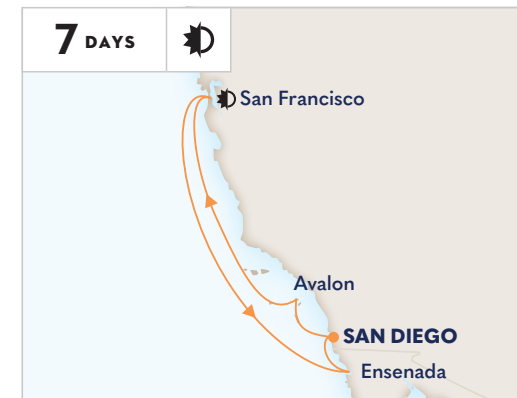 7 DAYS
San Francisco
Avalon
SAN DIEGO
Ensenada